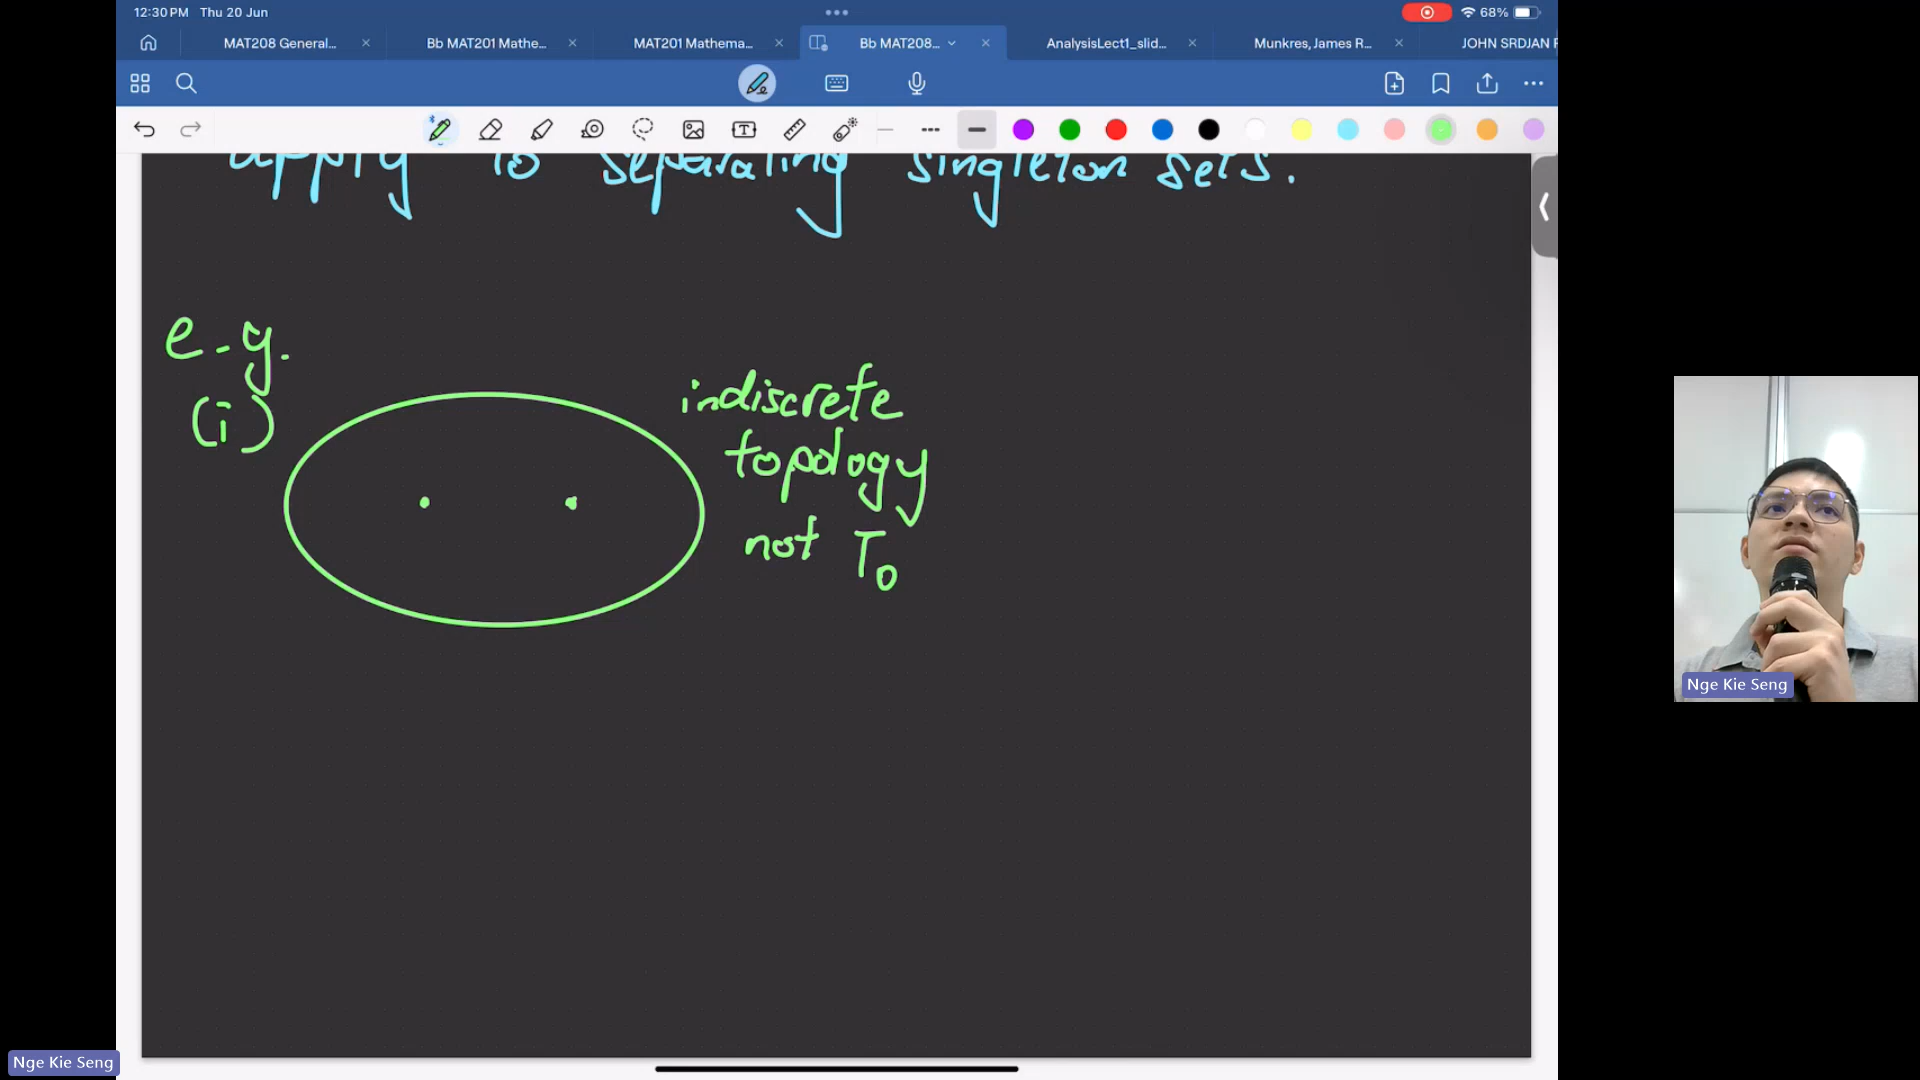 12:30 PM Thu 20 Jun
68%
MAT208 General...
Bb MAT201 Mathe...
MAT201 Mathema...
Bb MAT208...
AnalysisLect1_slid...
Munkres, James R...
JOHN SRDJAN P
apply to separating singleton sets.
e.g.
(i)
indiscrete
topology
not T0
Nge Kie Seng
Nge Kie Seng